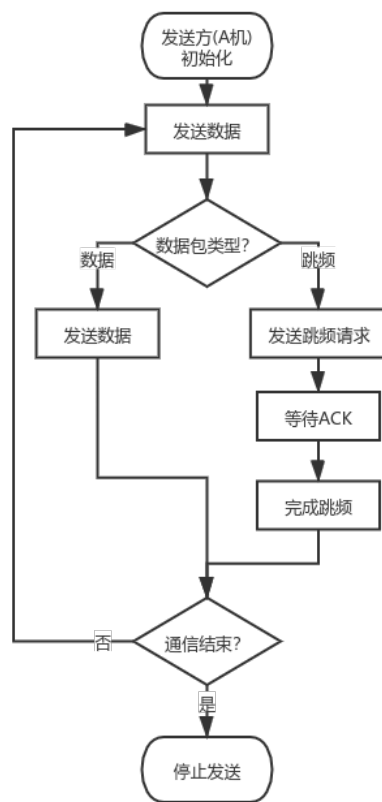 发送方(A机)
初始化
发送数据
数据包类型?
数据
跳频
发送数据
发送跳频请求
等待ACK
完成跳频
通信结束?
否
是
停止发送